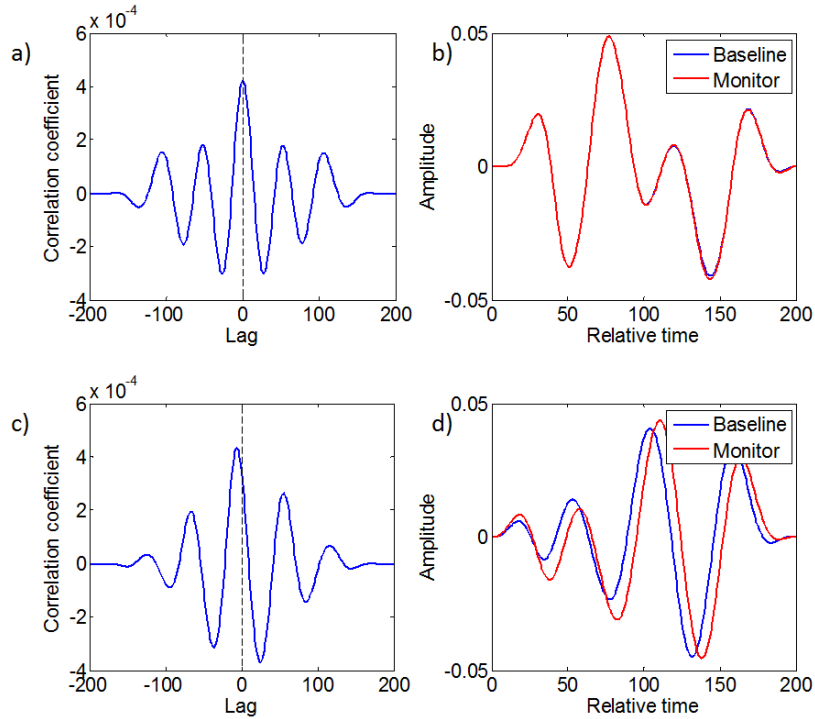 a)
6 x 10⁻⁴
4
2
0
-2
-4
-200 -100 0 100 200
Lag
Correlation coefficient
b)
0.05
0
-0.05
0 50 100 150 200
Relative time
Amplitude
Baseline
Monitor
c)
6 x 10⁻⁴
4
2
0
-2
-4
-200 -100 0 100 200
Lag
Correlation coefficient
d)
0.05
0
-0.05
0 50 100 150 200
Relative time
Amplitude
Baseline
Monitor